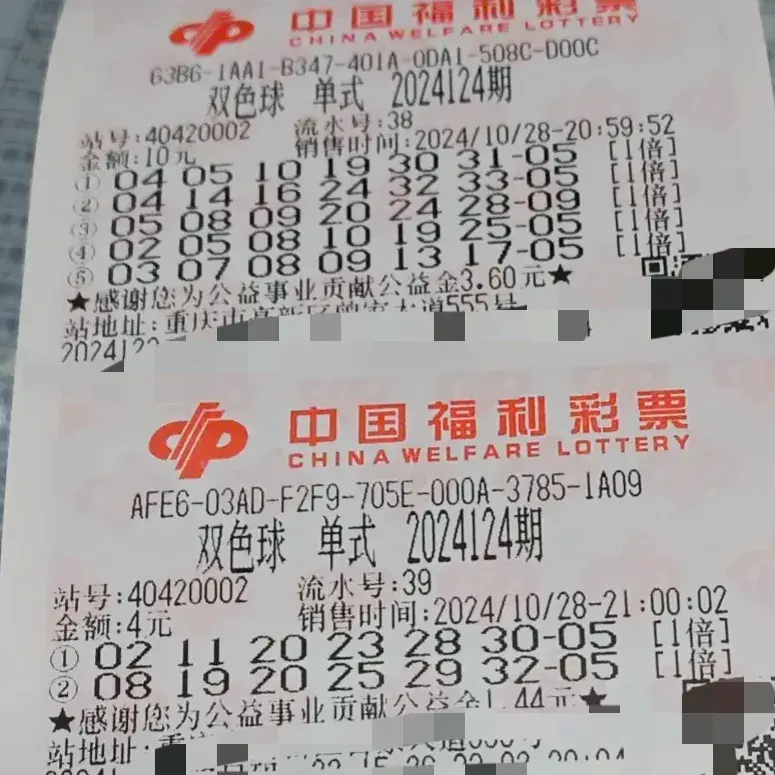 中国福利彩票
CHINA WELFARE LOTTERY
63B6-1AA1-B347-401A-0DA1-508C-D00C
双色球 单式 2024124期
站号:40420002 流水号:38
金额:10元 销售时间:2024/10/28-20:59:52
① 04 05 10 19 30 31-05 [1倍]
② 04 14 16 24 32 33-05 [1倍]
③ 05 08 09 20 24 28-09 [1倍]
④ 02 05 08 10 19 25-05 [1倍]
⑤ 03 07 08 09 13 17-05 [1倍]
★感谢您为公益事业贡献公益金3.60元★
站地址:重庆市高新区 大道555号
中国福利彩票
CHINA WELFARE LOTTERY
AFE6-03AD-F2F9-705E-000A-3785-1A09
双色球 单式 2024124期
站号:40420002 流水号:39
金额:4元 销售时间:2024/10/28-21:00:02
① 02 11 20 23 28 30-05 [1倍]
② 08 19 20 25 29 32-05 [1倍]
★感谢您为公益事业贡献公益金1.44元★
站地址: